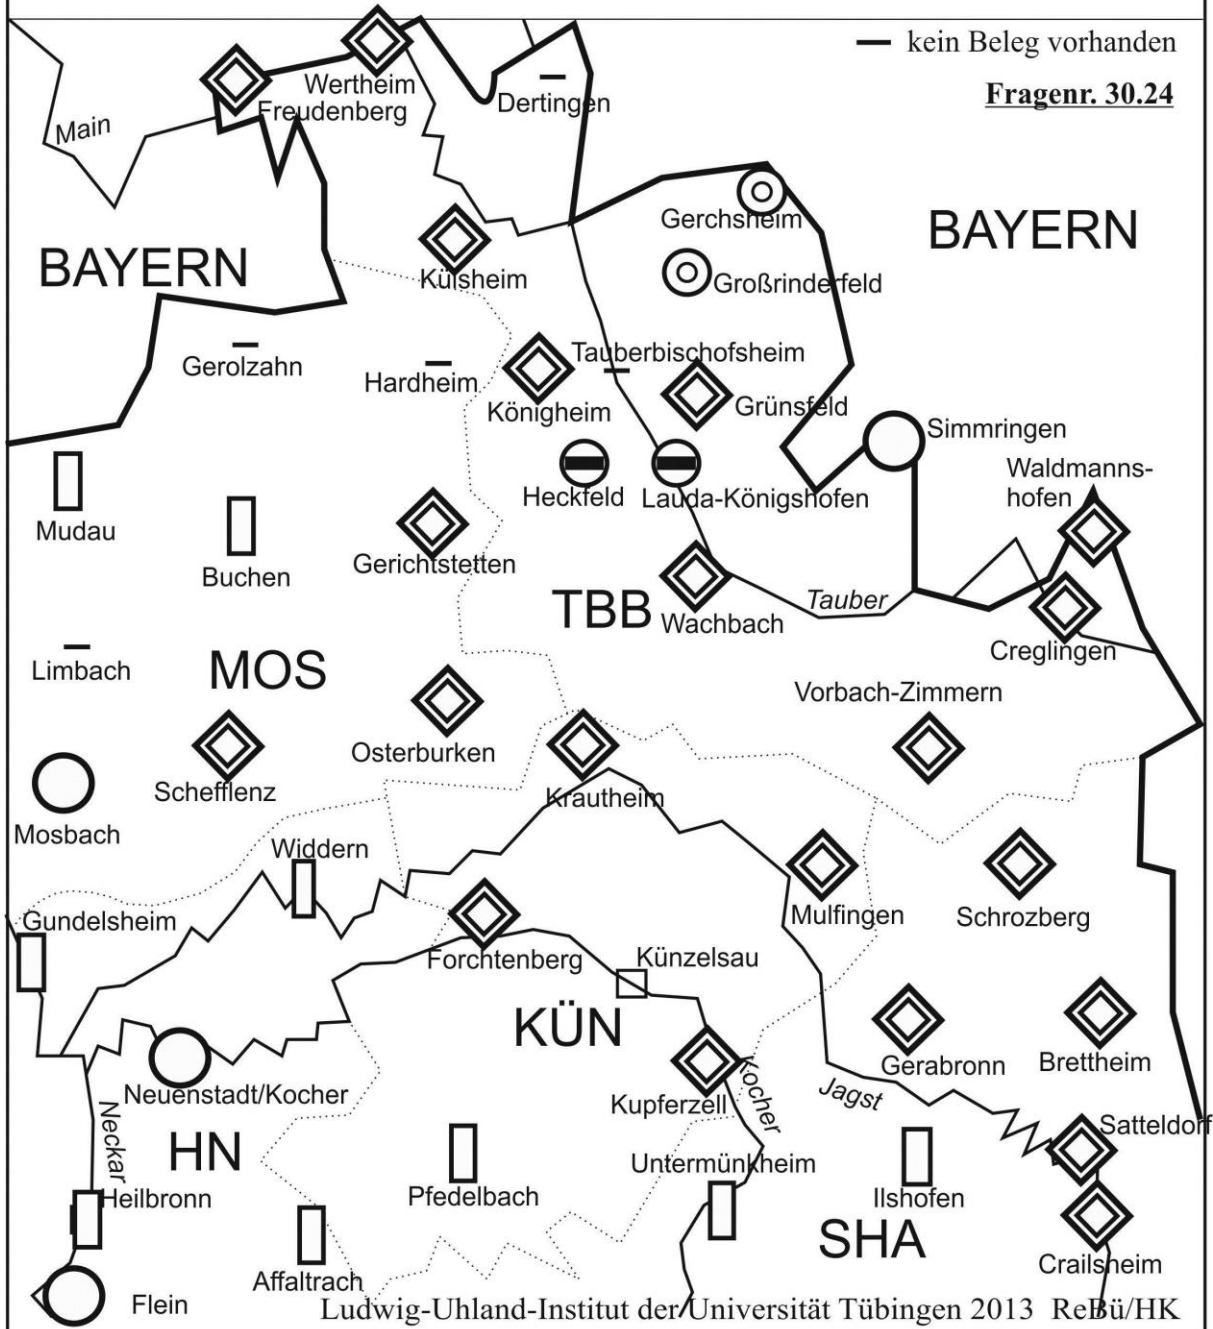 — kein Beleg vorhanden
Fragenr. 30.24
Wertheim
Freudenberg
Dertingen
Main
Gerchsheim
BAYERN
BAYERN
Külsheim
Großrinderfeld
Gerolzahn
Hardheim
Tauberbischofsheim
Königheim
Grünsfeld
Simmringen
Waldmanns-
hofen
Heckfeld
Lauda-Königshofen
Mudau
Buchen
Gerichtstetten
TBB
Wachbach
Tauber
Creglingen
Limbach
MOS
Vorbach-Zimmern
Osterburken
Schefflenz
Krautheim
Mosbach
Widdern
Gundelsheim
Mulfingen
Schrozberg
Forchtenberg
Künzelsau
KÜN
Gerabronn
Brettheim
Neuenstadt/Kocher
Kupferzell
Kocher
Jagst
Satteldorf
Neckar
HN
Untermünkheim
Heilbronn
Pfedelbach
Ilshofen
SHA
Crailsheim
Affaltrach
Flein
Ludwig-Uhland-Institut der Universität Tübingen 2013 ReBü/HK